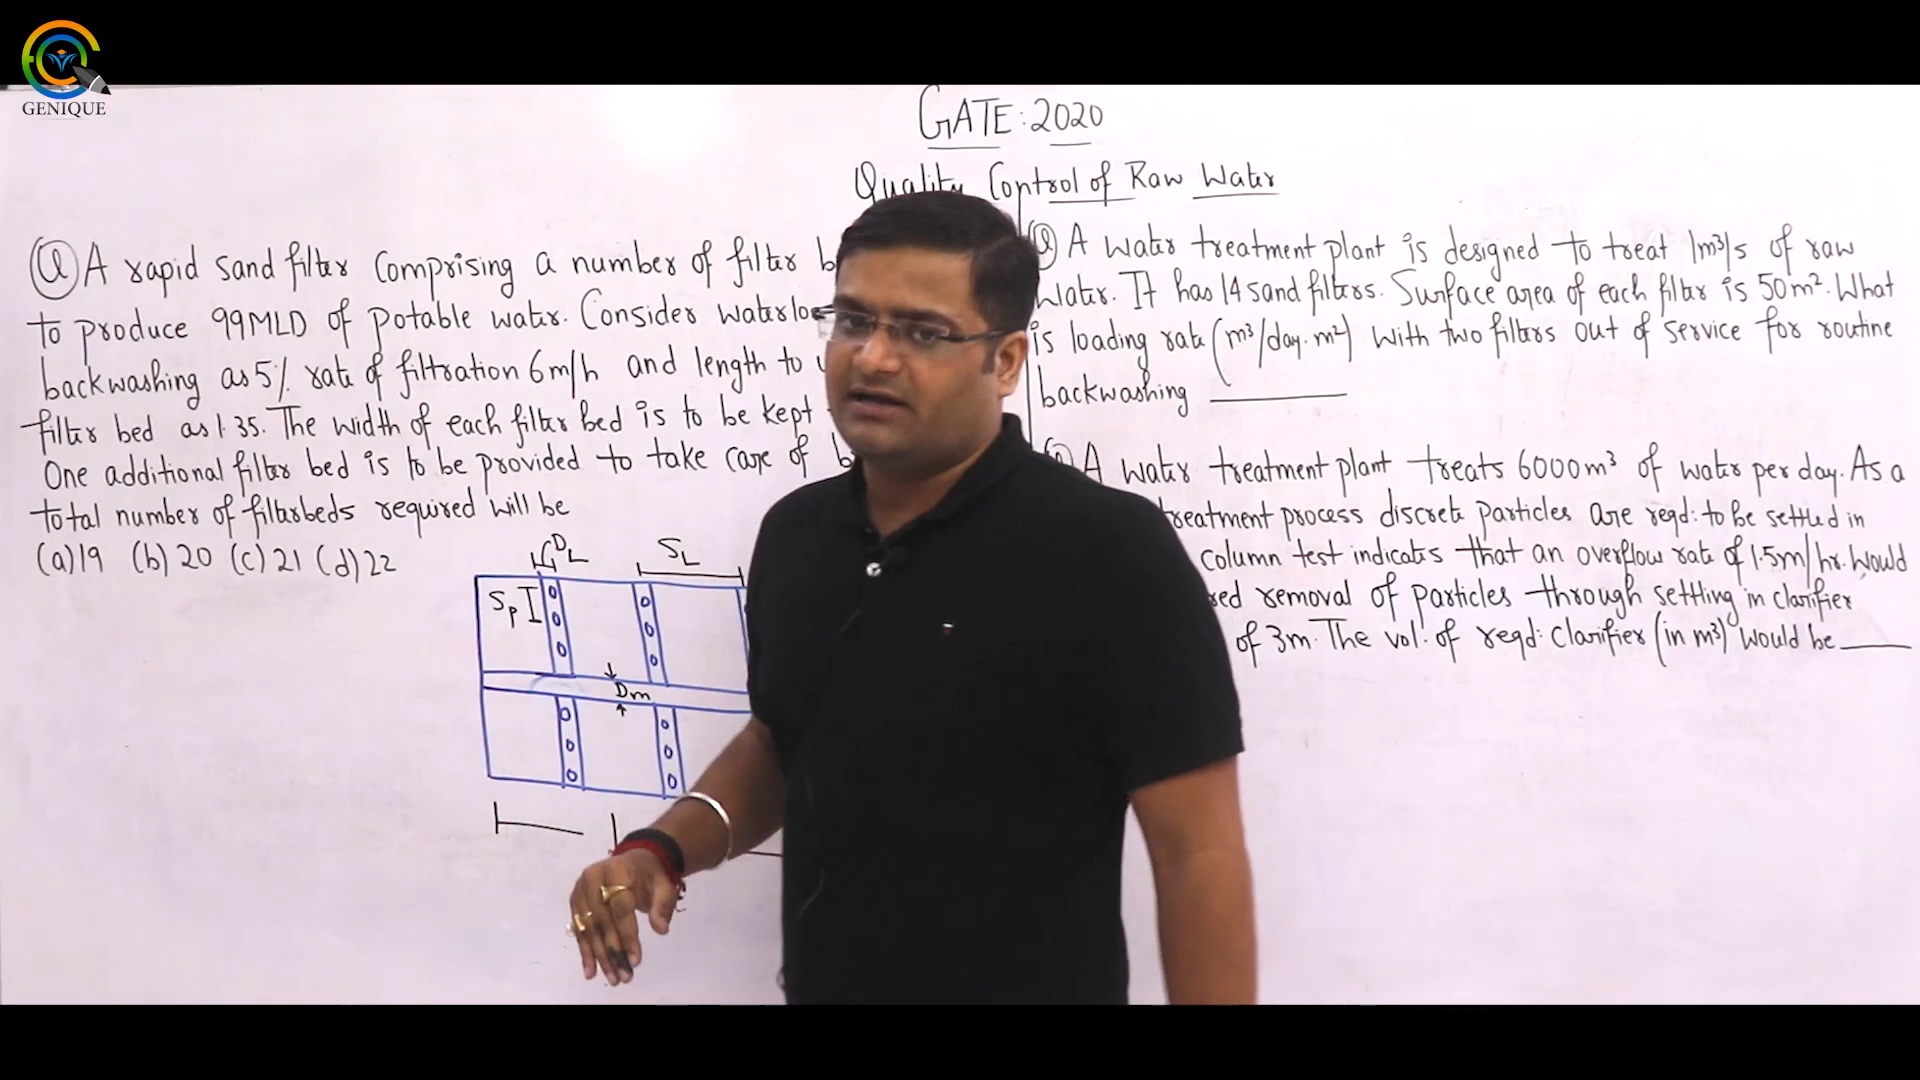 GENIQUE
GATE: 2020
Quality Control of Raw Water
Q A rapid sand filter comprising a number of filter
to produce 99MLD of potable water. Consider
backwashing as 5% rate of filtration 6m/h and length to
filter bed as 1.35. The width of each filter bed is to be kept
One additional filter bed is to be provided to take care of
total number of filterbeds required will be
(a) 19 (b) 20 (c) 21 (d) 22
DL
SL
Sp
Dm
Q A water treatment plant is designed to treat 1m³/s of raw
water. It has 14 sand filters. Surface area of each filter is 50m². What
is loading rate (m³/day.m²) with two filters out of service for routine
backwashing
A water treatment plant treats 6000m³ of water per day. As a
treatment process discrete particles are reqd: to be settled in
column test indicates that an overflow rate of 1.5m/hr. would
removal of particles through settling in clarifier
of 3m. The vol. of reqd: clarifier (in m³) would be